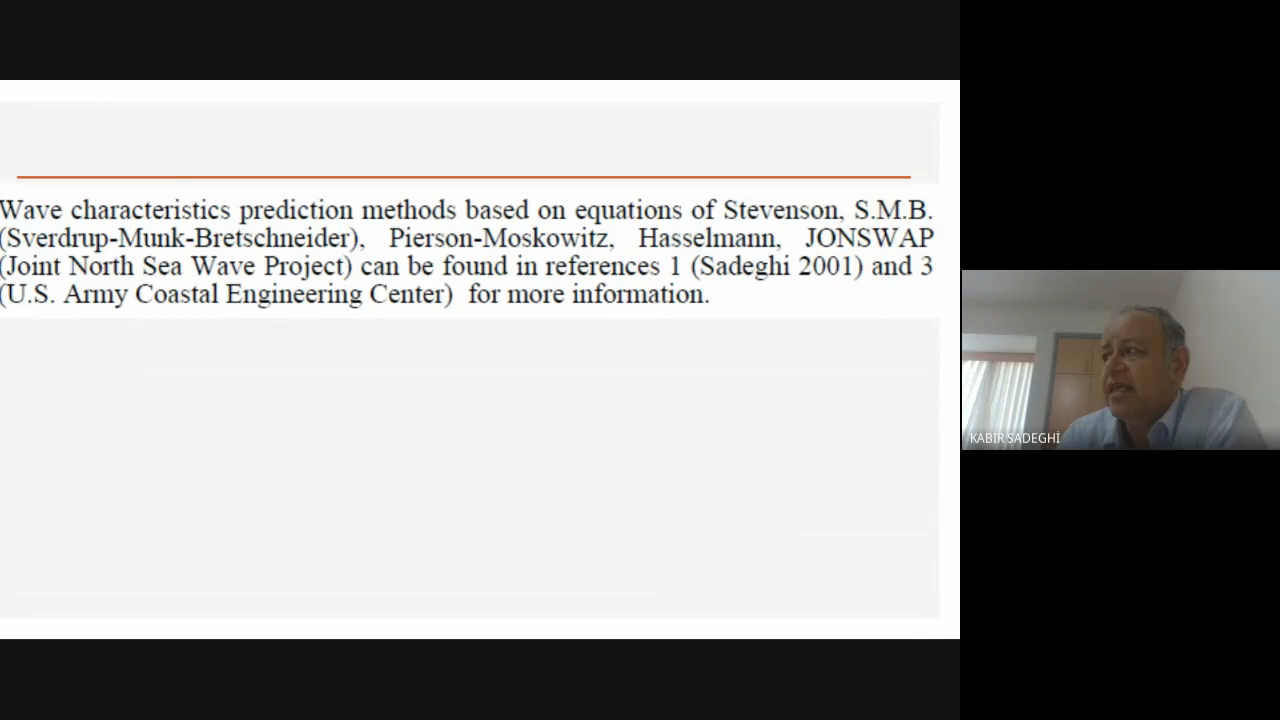 Wave characteristics prediction methods based on equations of Stevenson, S.M.B.
(Sverdrup-Munk-Bretschneider), Pierson-Moskowitz, Hasselmann, JONSWAP
(Joint North Sea Wave Project) can be found in references 1 (Sadeghi 2001) and 3
(U.S. Army Coastal Engineering Center) for more information.
KABIR SADEGHİ